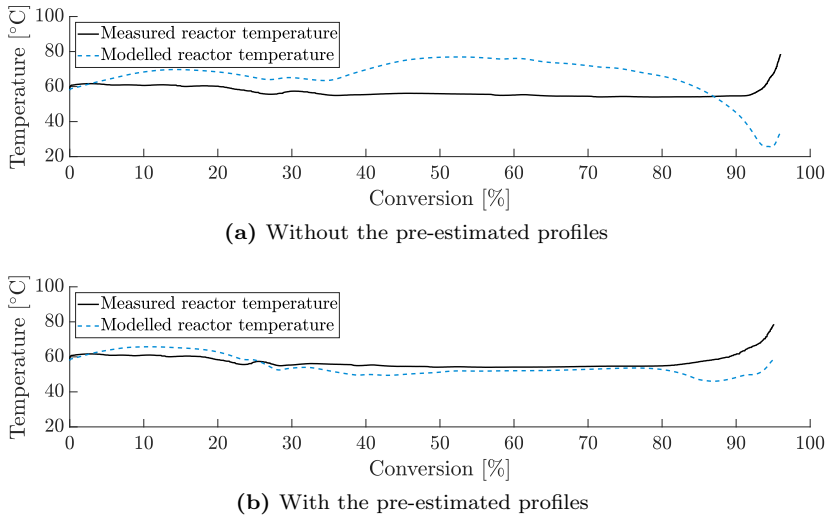 Temperature [°C]
100
80
60
40
20
Measured reactor temperature
Modelled reactor temperature
0 10 20 30 40 50 60 70 80 90 100
Conversion [%]
(a) Without the pre-estimated profiles
Temperature [°C]
100
80
60
40
20
Measured reactor temperature
Modelled reactor temperature
0 10 20 30 40 50 60 70 80 90 100
Conversion [%]
(b) With the pre-estimated profiles